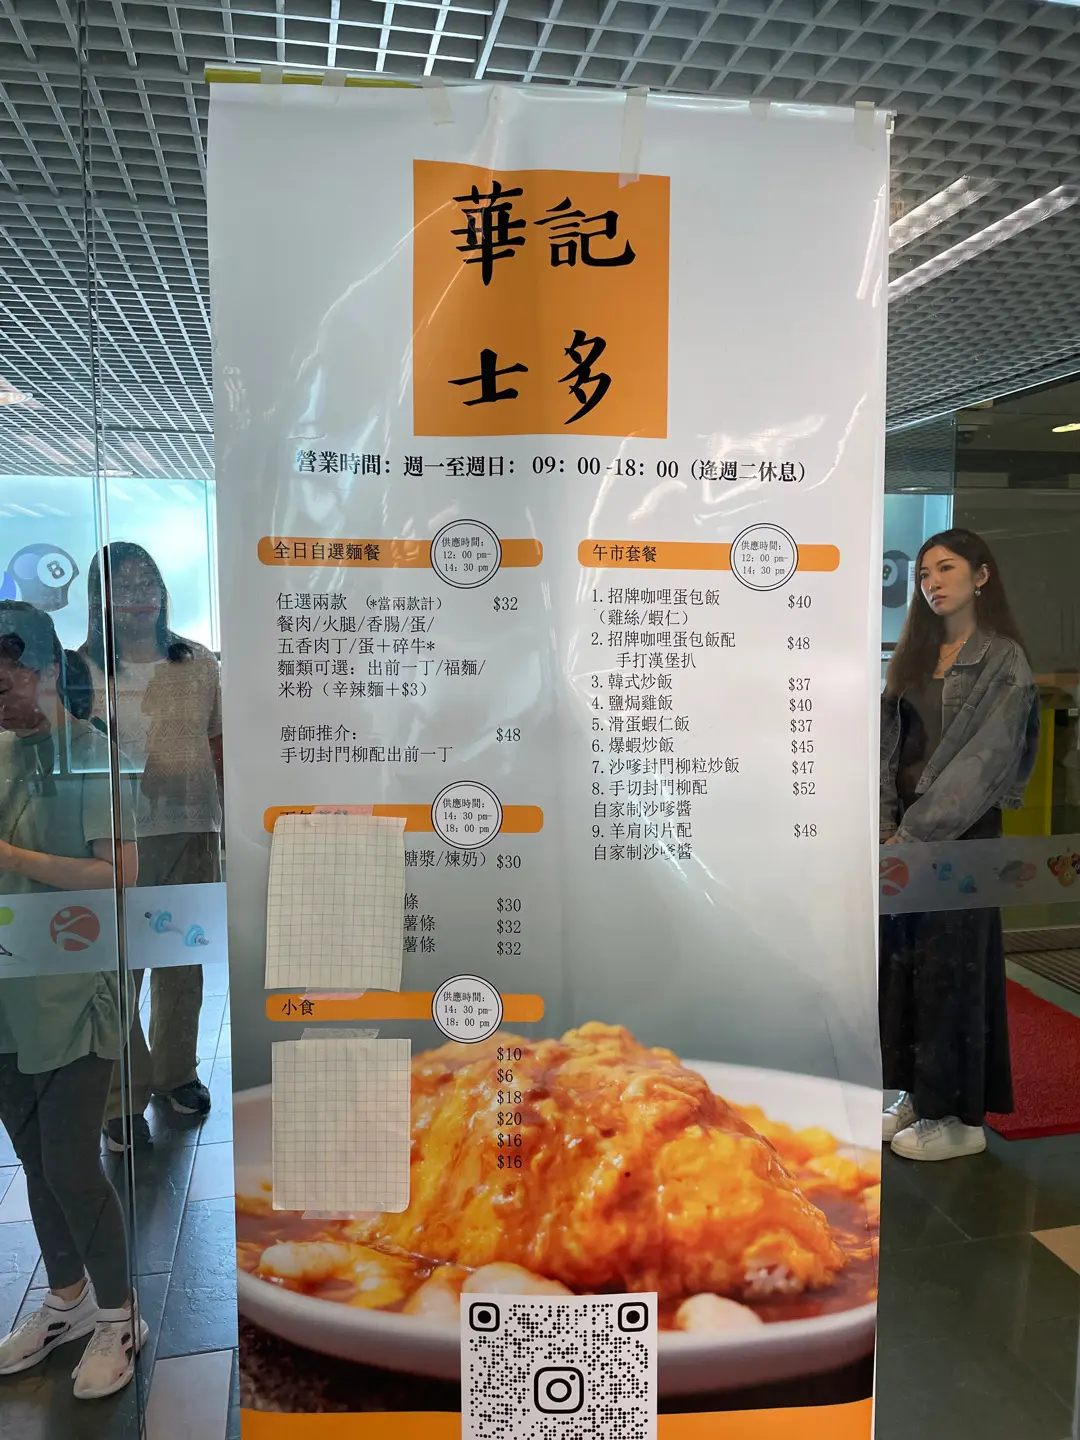 華記
士多
營業時間：週一至週日：09：00-18：00（逢週二休息）
全日自選麵餐
供應時間：
12：00 pm-
14：30 pm
任選兩款（*當兩款計） $32
餐肉/火腿/香腸/蛋/
五香肉丁/蛋＋碎牛*
麵類可選：出前一丁/福麵/
米粉（辛辣麵＋$3）
廚師推介： $48
手切封門柳配出前一丁
供應時間：
14：30 pm-
18：00 pm
糖漿/煉奶） $30
條 $30
薯條 $32
薯條 $32
小食
供應時間：
14：30 pm-
18：00 pm
$10
$6
$18
$20
$16
$16
午市套餐
供應時間：
12：00 pm-
14：30 pm
1. 招牌咖哩蛋包飯 $40
（雞絲/蝦仁）
2. 招牌咖哩蛋包飯配 $48
手打漢堡扒
3. 韓式炒飯 $37
4. 鹽焗雞飯 $40
5. 滑蛋蝦仁飯 $37
6. 爆蝦炒飯 $45
7. 沙嗲封門柳粒炒飯 $47
8. 手切封門柳配 $52
自家制沙嗲醬
9. 羊肩肉片配 $48
自家制沙嗲醬
8